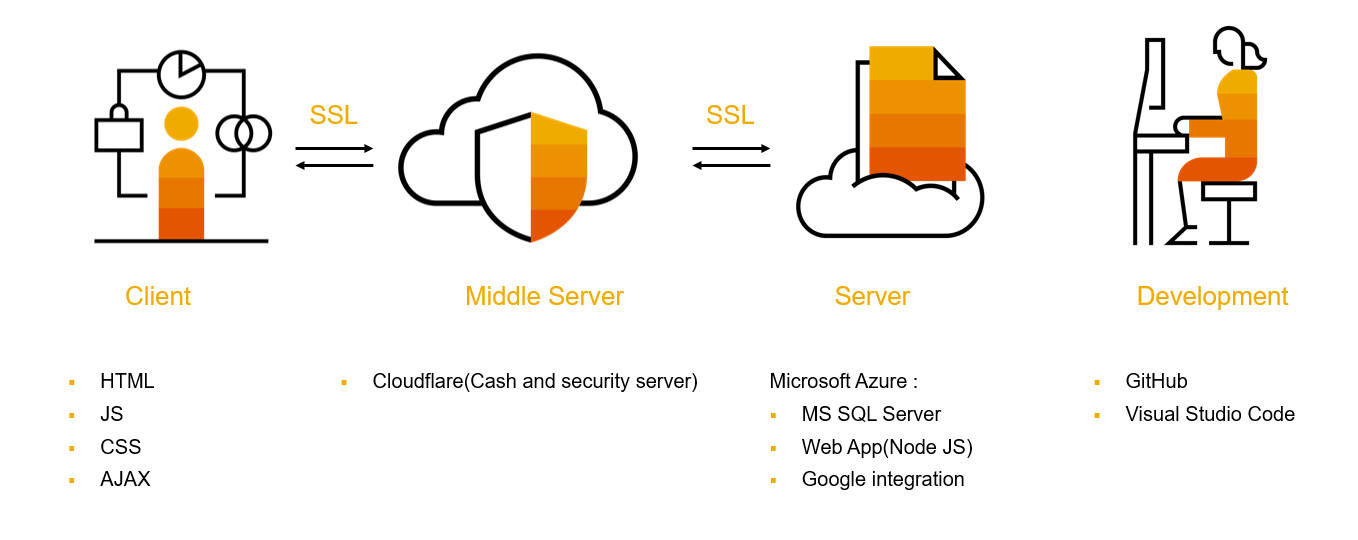 SSL
SSL
Client
Middle Server
Server
Development
▪ HTML
▪ JS
▪ CSS
▪ AJAX
▪ Cloudflare(Cash and security server)
Microsoft Azure :
▪ MS SQL Server
▪ Web App(Node JS)
▪ Google integration
▪ GitHub
▪ Visual Studio Code